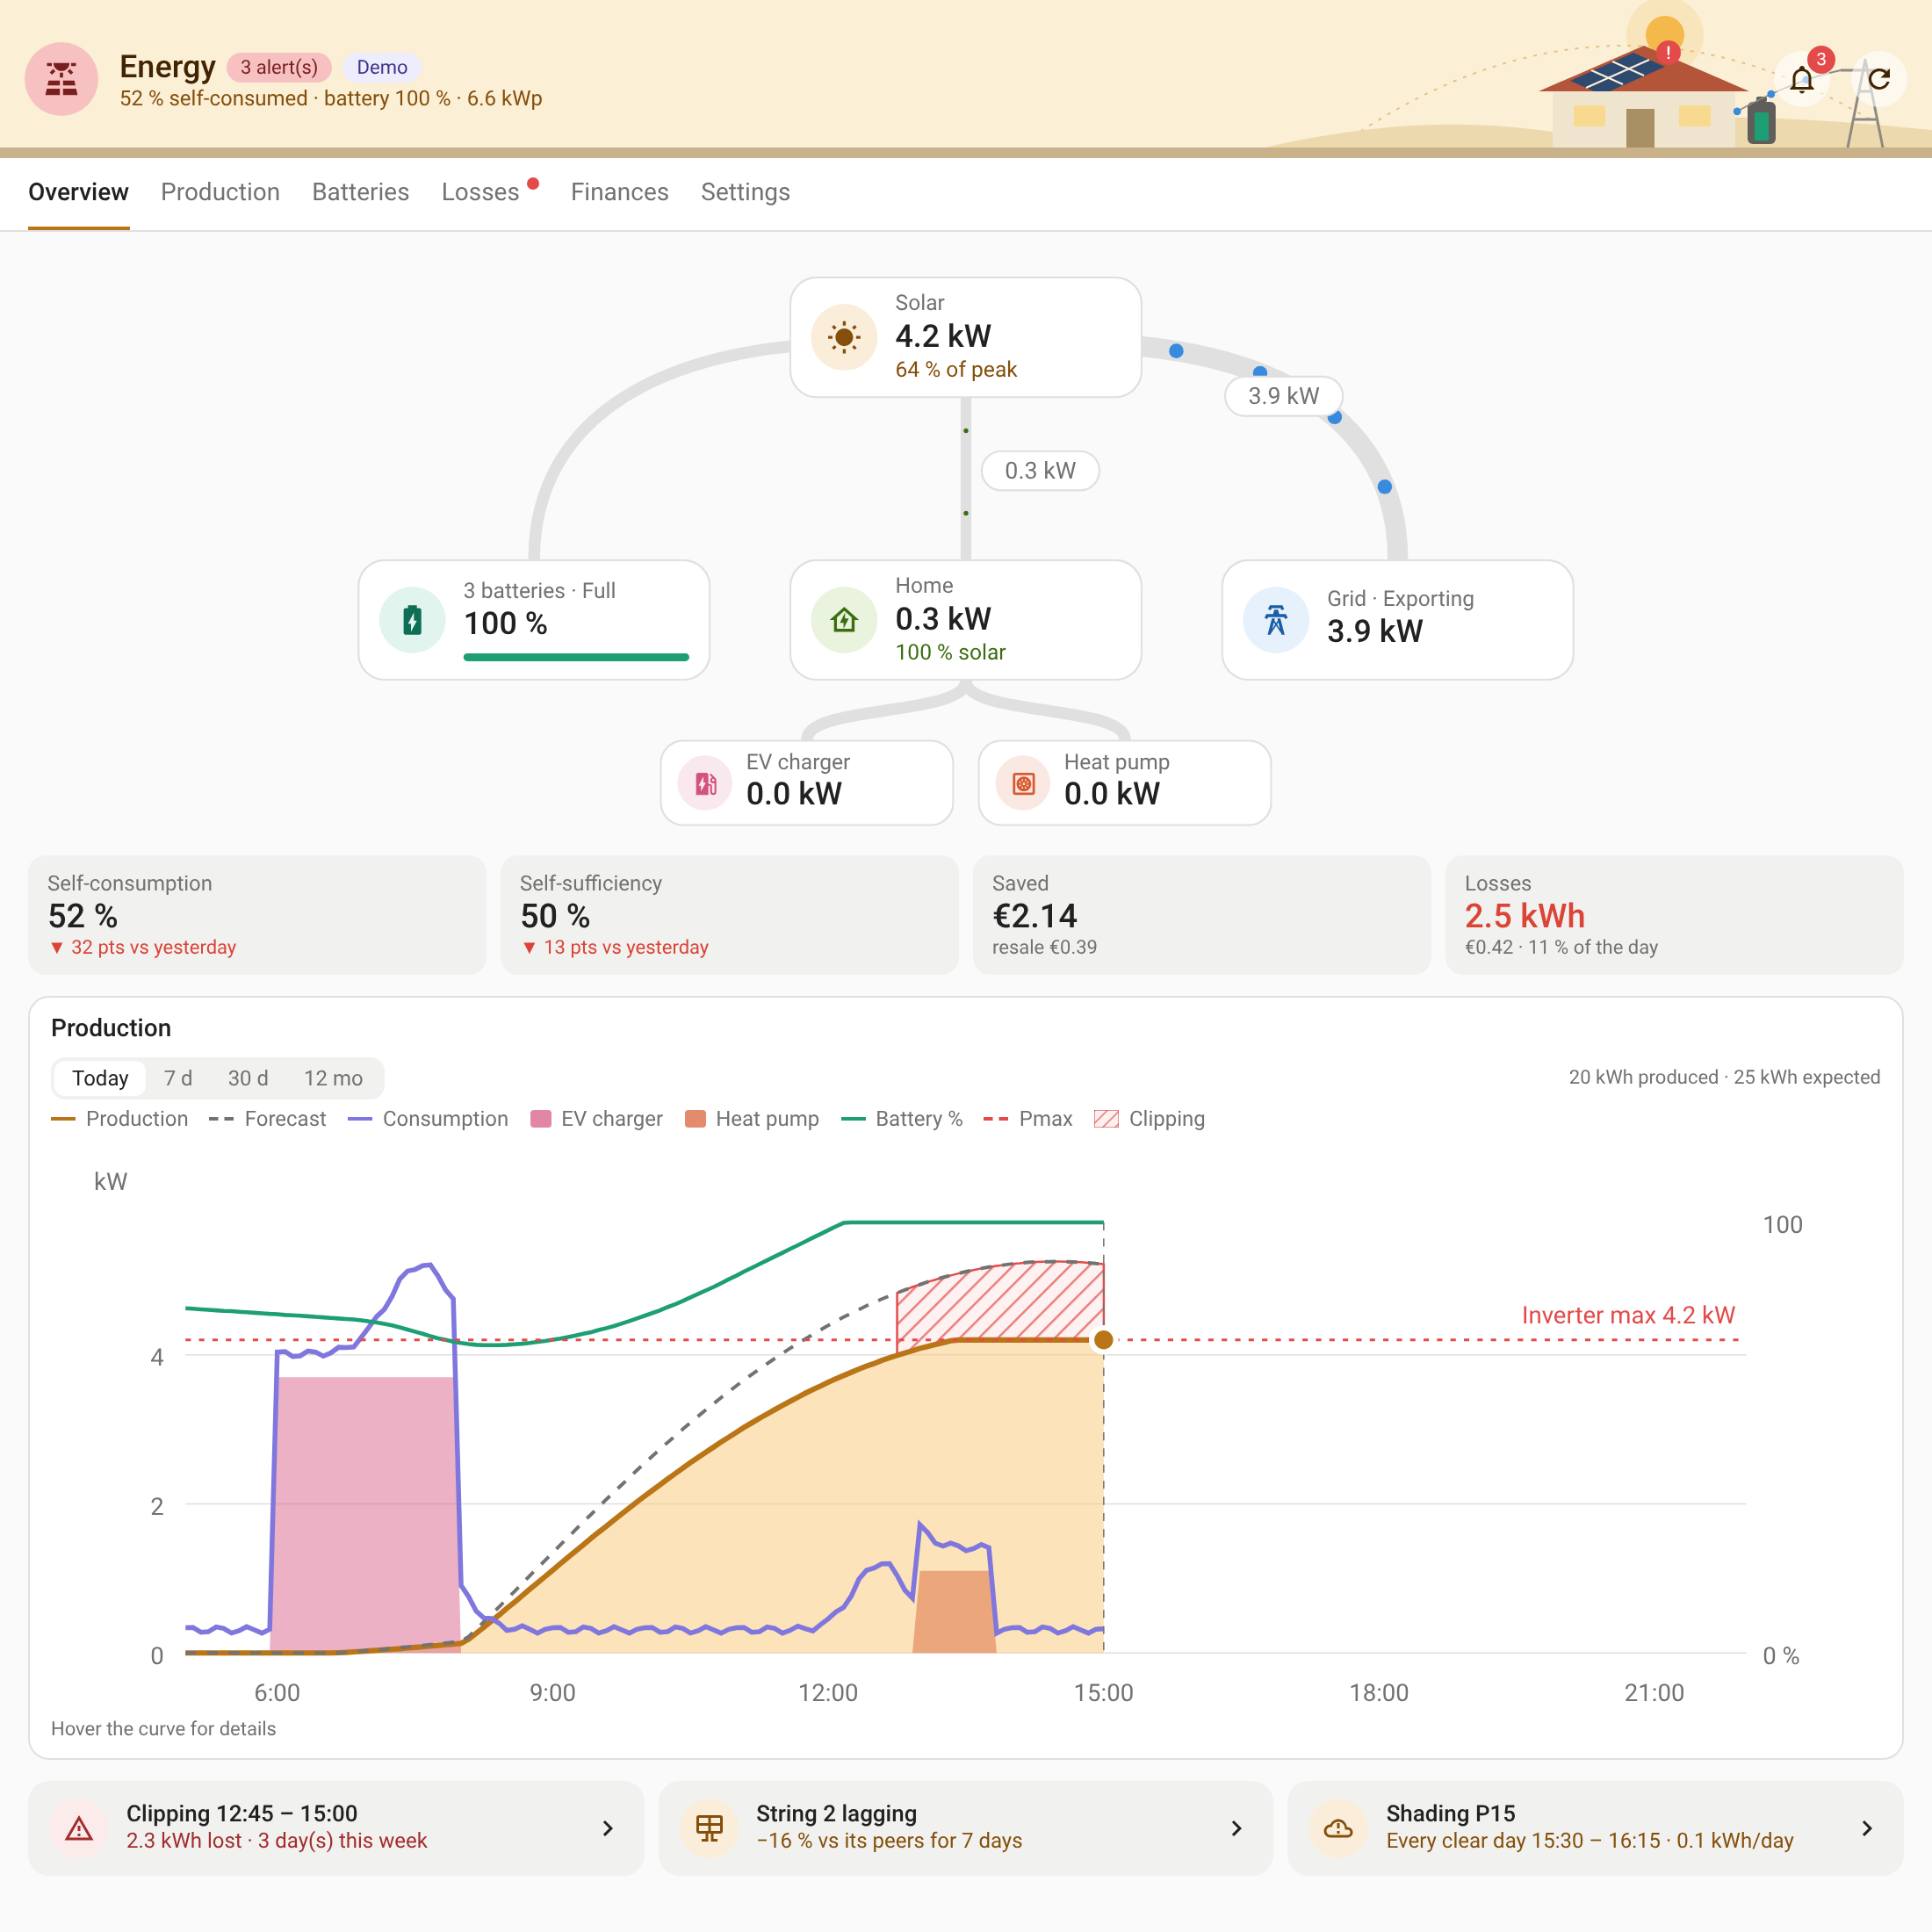 Energy 3 alert(s) Demo
52 % self-consumed · battery 100 % · 6.6 kWp
!
3
Overview Production Batteries Losses Finances Settings
Solar
4.2 kW
64 % of peak
3.9 kW
0.3 kW
3 batteries · Full
100 %
Home
0.3 kW
100 % solar
Grid · Exporting
3.9 kW
EV charger
0.0 kW
Heat pump
0.0 kW
Self-consumption
52 %
▼ 32 pts vs yesterday
Self-sufficiency
50 %
▼ 13 pts vs yesterday
Saved
€2.14
resale €0.39
Losses
2.5 kWh
€0.42 · 11 % of the day
Production
Today 7 d 30 d 12 mo
20 kWh produced · 25 kWh expected
Production Forecast Consumption EV charger Heat pump Battery % Pmax Clipping
kW
100
Inverter max 4.2 kW
4
2
0
0 %
6:00 9:00 12:00 15:00 18:00 21:00
Hover the curve for details
Clipping 12:45 – 15:00
2.3 kWh lost · 3 day(s) this week
String 2 lagging
−16 % vs its peers for 7 days
Shading P15
Every clear day 15:30 – 16:15 · 0.1 kWh/day